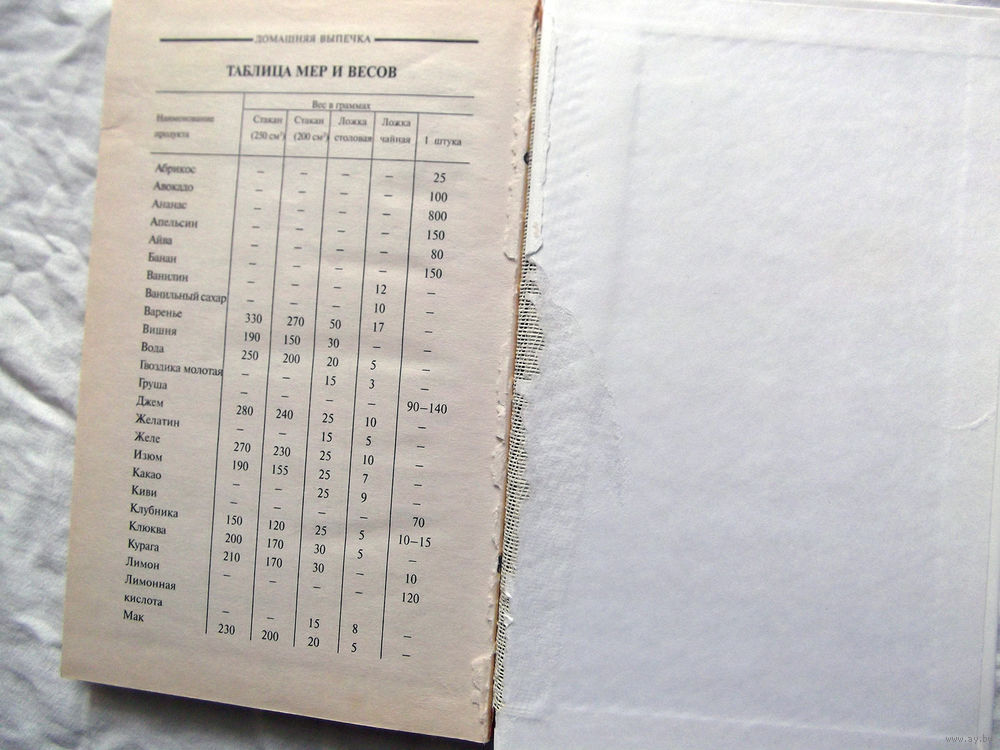 ДОМАШНЯЯ ВЫПЕЧКА
ТАБЛИЦА МЕР И ВЕСОВ
Наименование продукта
Вес в граммах
Стакан (250 см³) Стакан (200 см³) Ложка столовая Ложка чайная 1 штука
Абрикос – – – – 25
Авокадо – – – – 100
Ананас – – – – 800
Апельсин – – – – 150
Айва – – – – 80
Банан – – – – 150
Ванилин – – – 12 –
Ванильный сахар – – – 10 –
Варенье 330 270 50 17 –
Вишня 190 150 30 – –
Вода 250 200 20 5 –
Гвоздика молотая – – 15 3 –
Груша – – – – 90–140
Джем 280 240 25 10 –
Желатин – – 15 5 –
Желе 270 230 25 10 –
Изюм 190 155 25 7 –
Какао – – 25 9 –
Киви – – – – 70
Клубника 150 120 25 5 10–15
Клюква 200 170 30 5 –
Курага 210 170 30 – 10
Лимон – – – – 120
Лимонная
кислота – – 15 8 –
Мак 230 200 20 5 –
www.ay.by